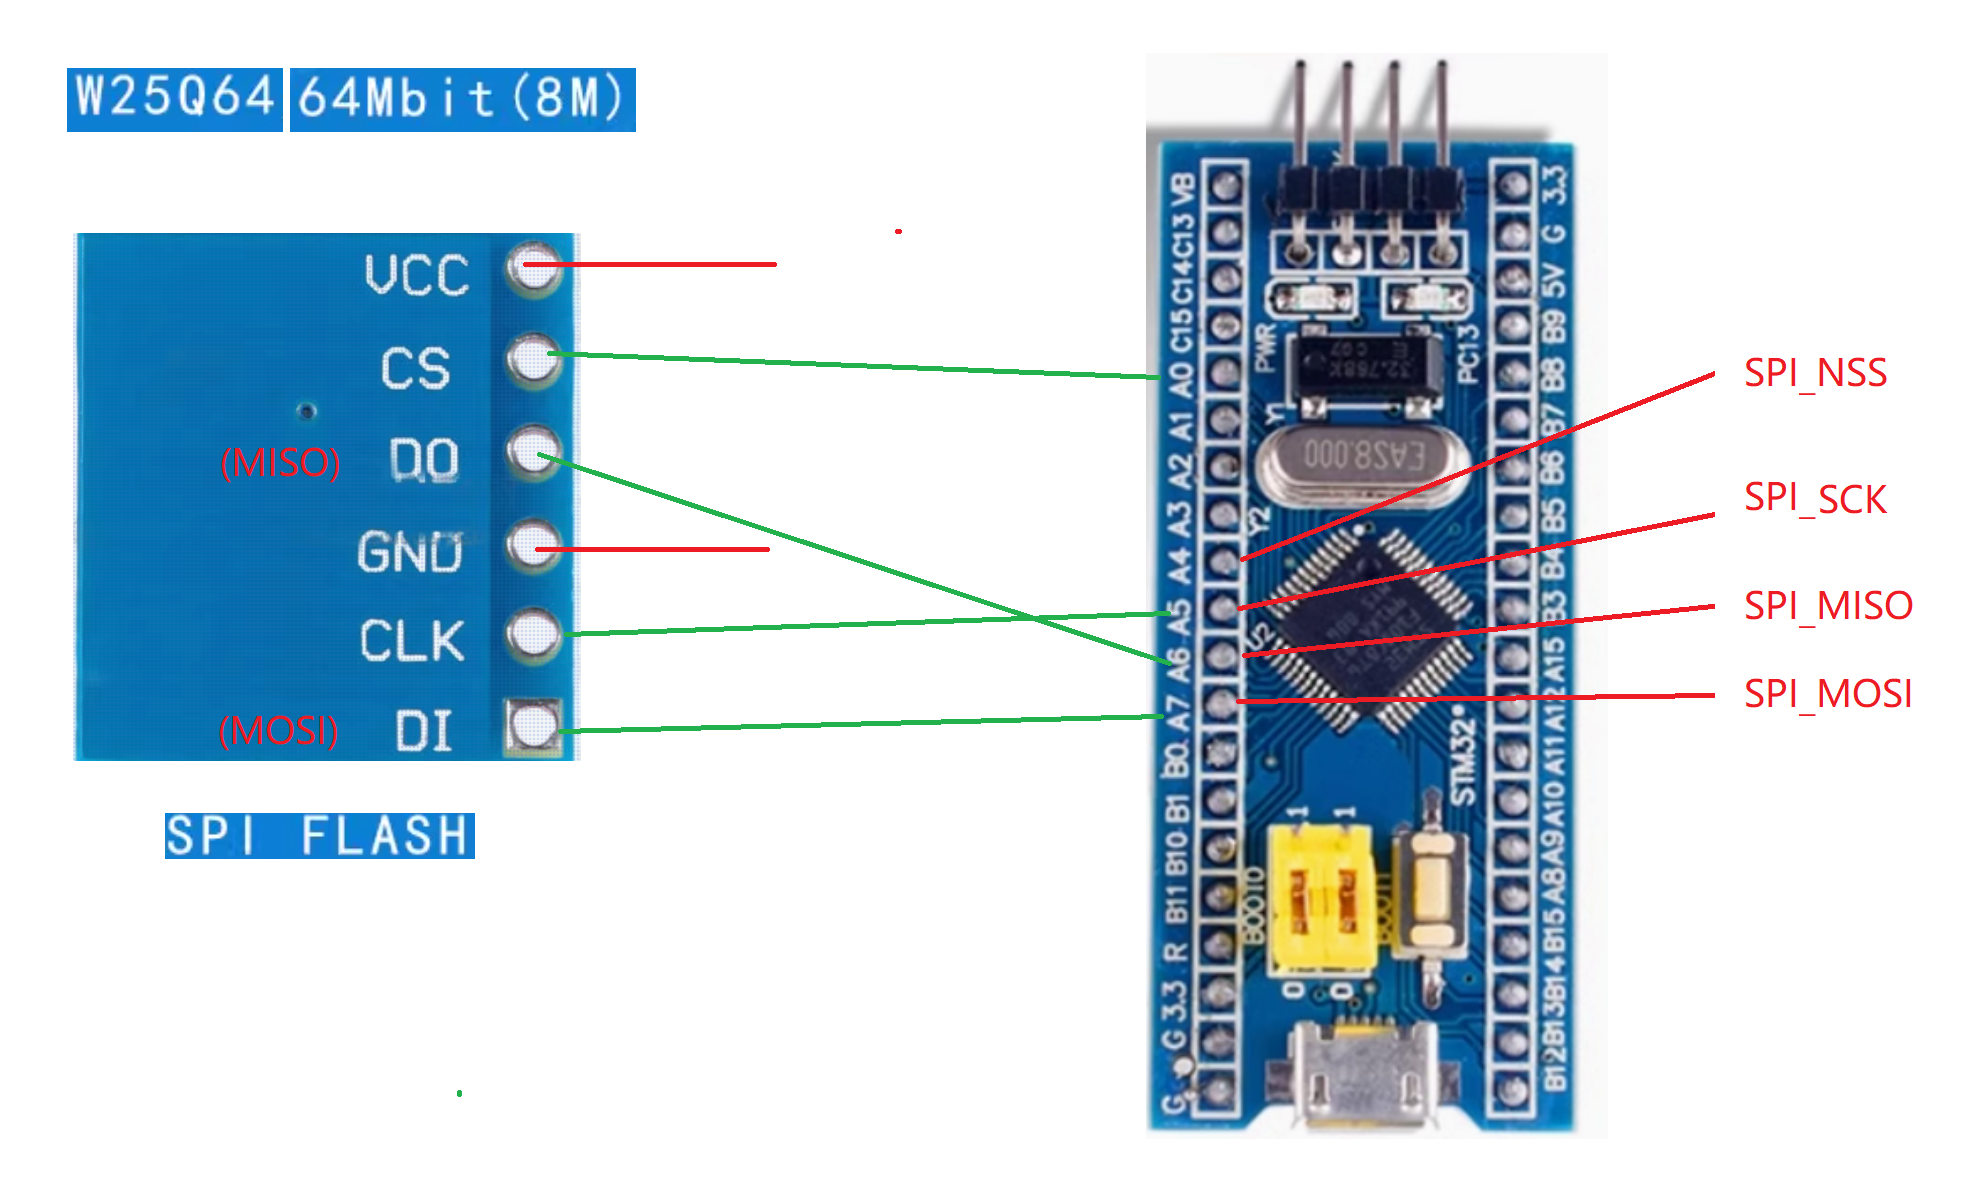 W25Q64 64Mbit(8M)
VCC
CS
(MISO) DO
GND
CLK
(MOSI) DI
SPI FLASH
VB
C13
C14
C15
A0
A1
A2
A3
A4
A5
A6
A7
B0
B1
B10
B11
R
3.3
G
G
PWR
PC13
32.768K
Y1
EAS8.000
Y2
U2
STM32
1 1
BOOT0
0 0
3.3
G
5V
B9
B8
B7
B6
B5
B4
B3
A15
A12
A11
A10
A9
A8
B15
B14
B13
B12
SPI_NSS
SPI_SCK
SPI_MISO
SPI_MOSI